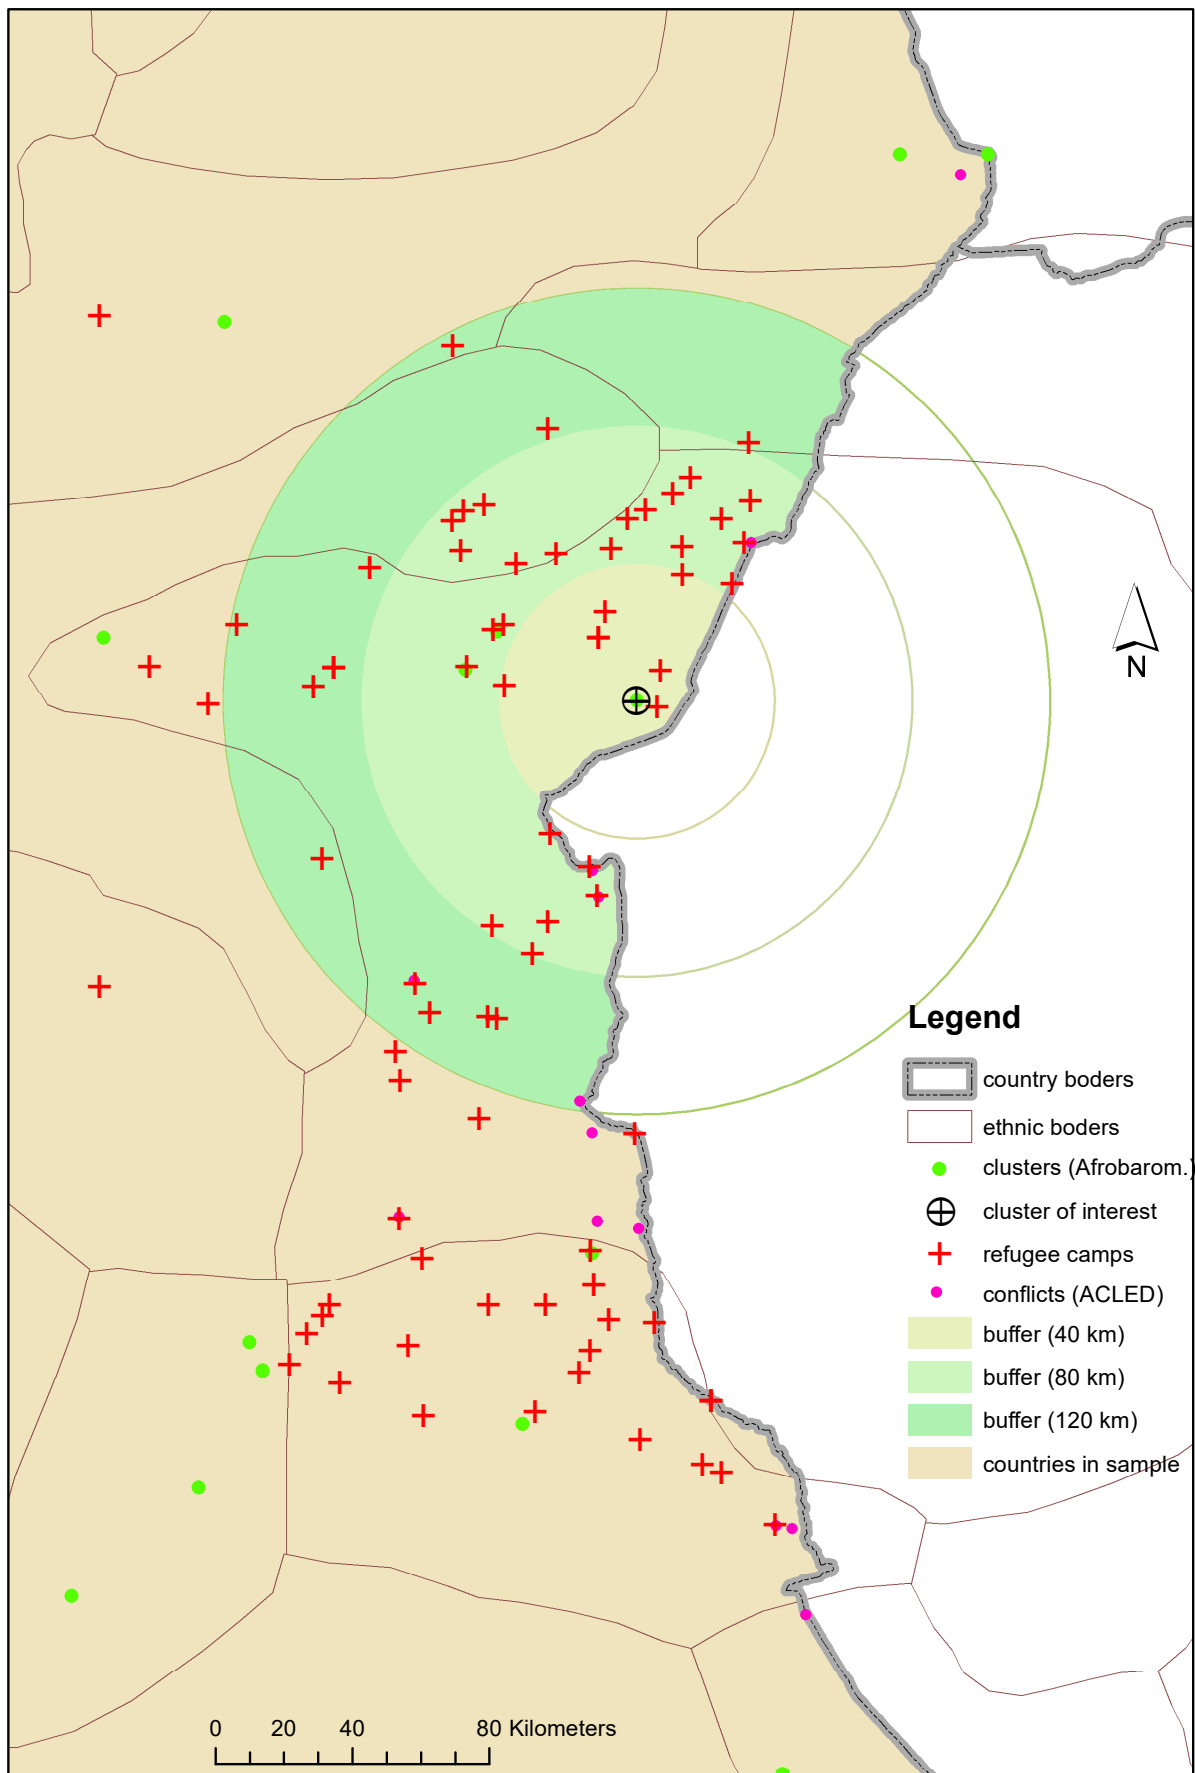 N
Legend
country boders
ethnic boders
clusters (Afrobarom.)
cluster of interest
refugee camps
conflicts (ACLED)
buffer (40 km)
buffer (80 km)
buffer (120 km)
countries in sample
0 20 40 80 Kilometers